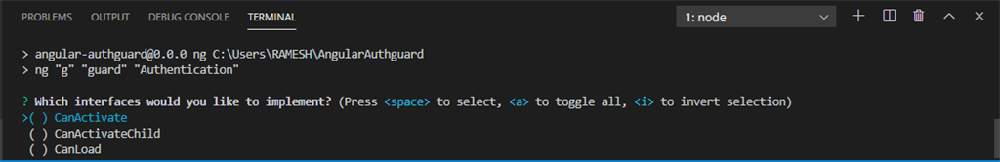 PROBLEMS OUTPUT DEBUG CONSOLE TERMINAL 1: node
> angular-authguard@0.0.0 ng C:\Users\RAMESH\AngularAuthguard
> ng "g" "guard" "Authentication"
? Which interfaces would you like to implement? (Press <space> to select, <a> to toggle all, <i> to invert selection)
>( ) CanActivate
( ) CanActivateChild
( ) CanLoad